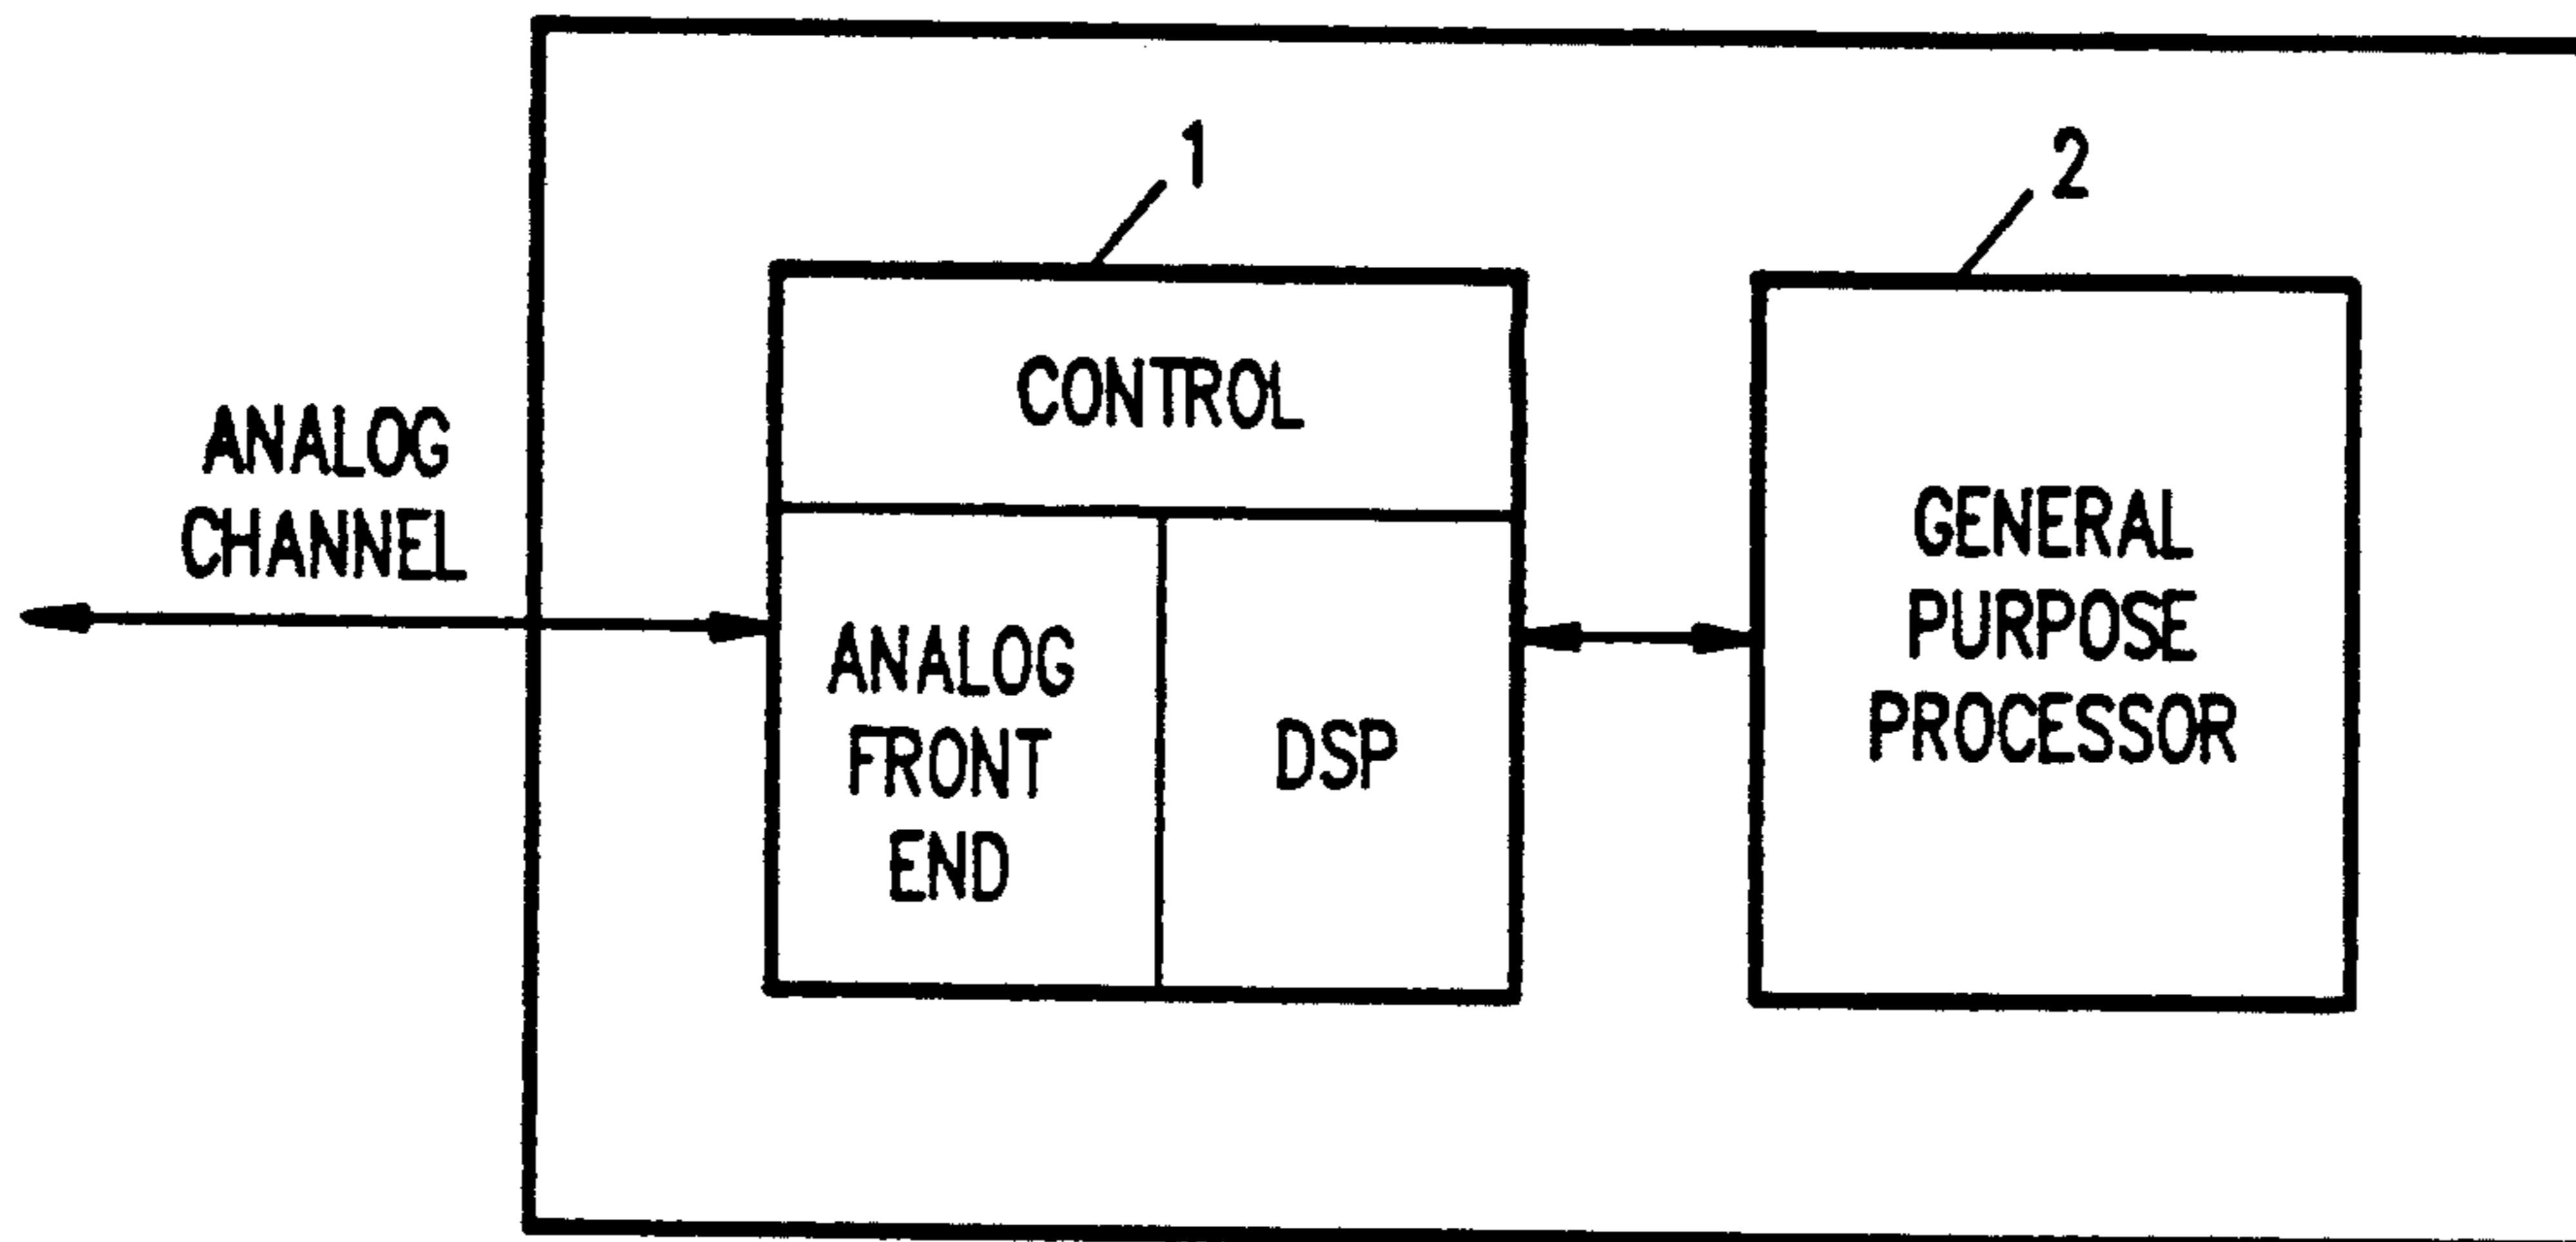 1
2
CONTROL
ANALOG
CHANNEL
ANALOG
FRONT
END
DSP
GENERAL
PURPOSE
PROCESSOR